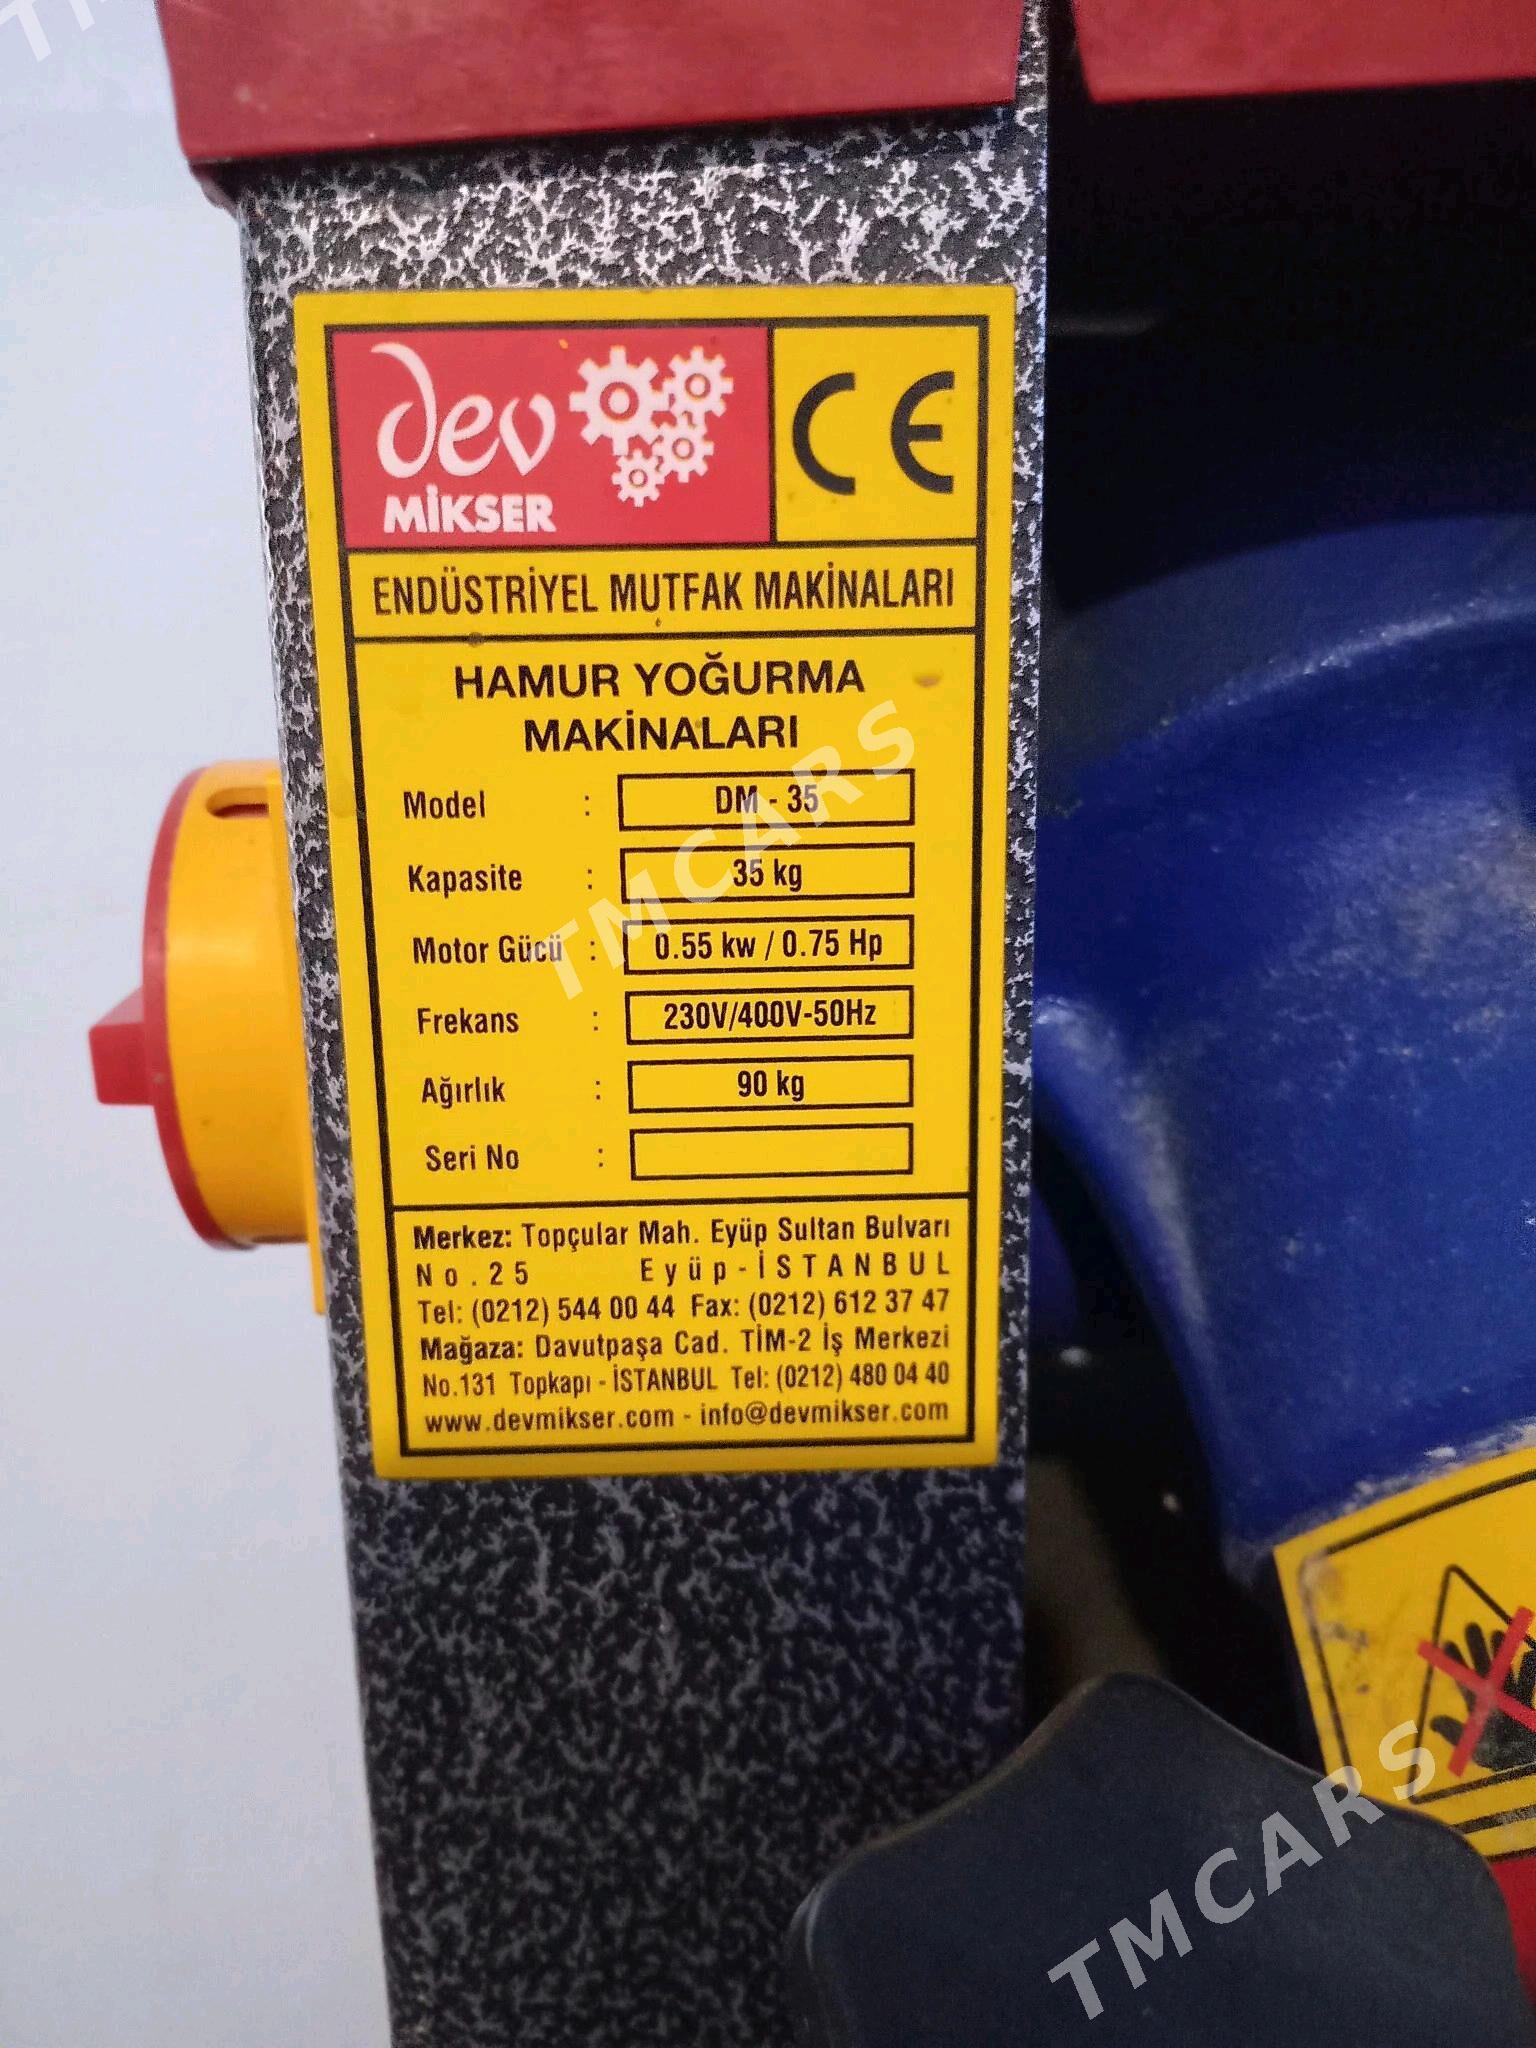 dev
MİKSER
CE
ENDÜSTRİYEL MUTFAK MAKİNALARI
HAMUR YOĞURMA
MAKİNALARI
Model : DM - 35
Kapasite : 35 kg
Motor Gücü : 0.55 kw / 0.75 Hp
Frekans : 230V/400V-50Hz
Ağırlık : 90 kg
Seri No :
Merkez: Topçular Mah. Eyüp Sultan Bulvarı
No.25 Eyüp-İSTANBUL
Tel: (0212) 544 00 44 Fax: (0212) 612 37 47
Mağaza: Davutpaşa Cad. TİM-2 İş Merkezi
No.131 Topkapı - İSTANBUL Tel: (0212) 480 04 40
www.devmikser.com - info@devmikser.com
TMCARS
TMCARS